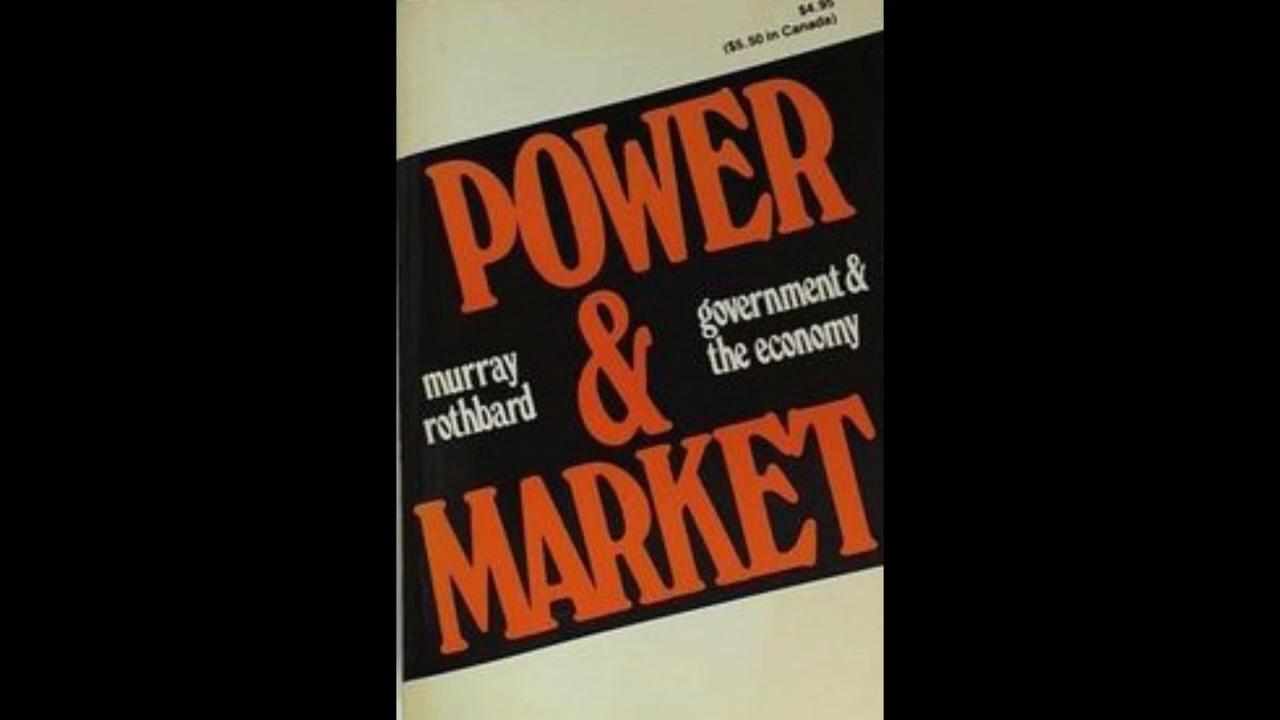 $4.95
($5.50 in Canada)
POWER
&
government &
the economy
murray
rothbard
MARKET